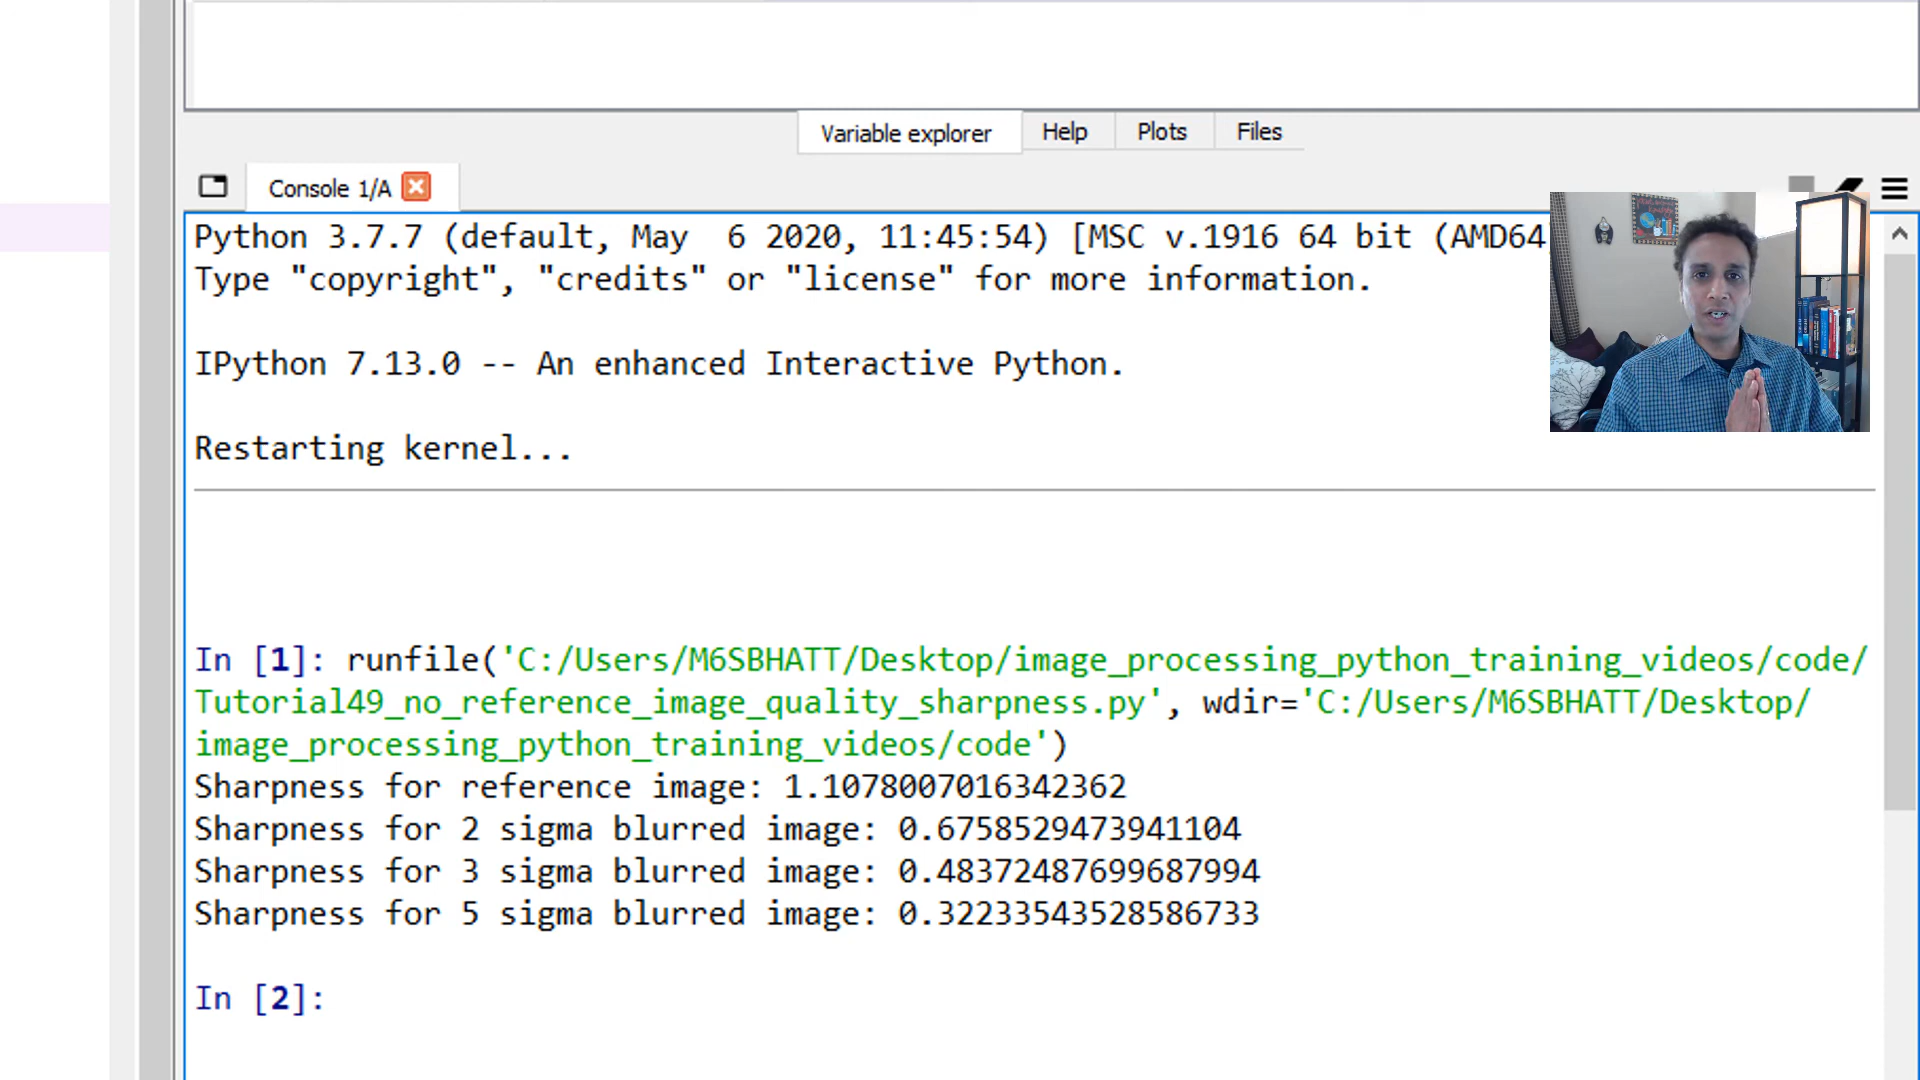 Variable explorer Help Plots Files
Console 1/A
Python 3.7.7 (default, May  6 2020, 11:45:54) [MSC v.1916 64 bit (AMD64
Type "copyright", "credits" or "license" for more information.
IPython 7.13.0 -- An enhanced Interactive Python.
Restarting kernel...
In [1]: runfile('C:/Users/M6SBHATT/Desktop/image_processing_python_training_videos/code/
Tutorial49_no_reference_image_quality_sharpness.py', wdir='C:/Users/M6SBHATT/Desktop/
image_processing_python_training_videos/code')
Sharpness for reference image: 1.1078007016342362
Sharpness for 2 sigma blurred image: 0.6758529473941104
Sharpness for 3 sigma blurred image: 0.48372487699687994
Sharpness for 5 sigma blurred image: 0.32233543528586733
In [2]: